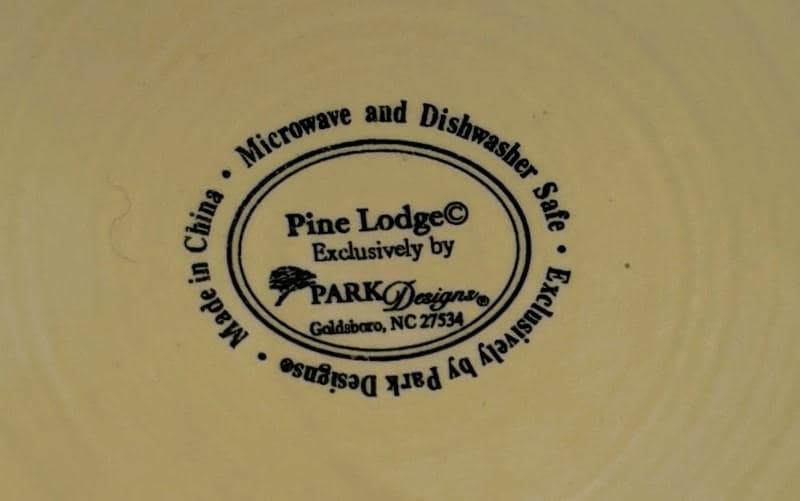 Microwave and Dishwasher Safe • Exclusively by Park Designs® • Made in China •
Pine Lodge©
Exclusively by
PARK Designs®
Goldsboro, NC 27534